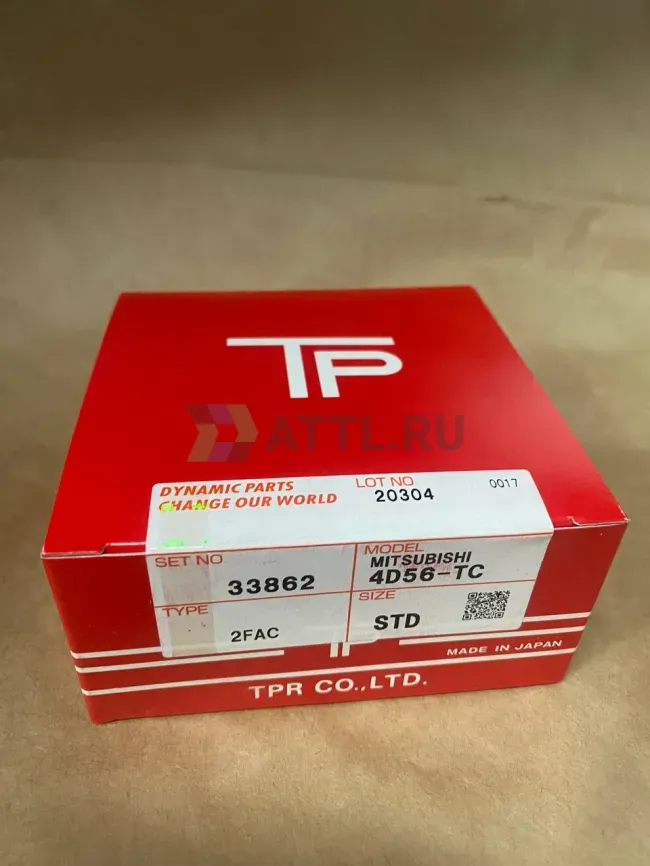 TP
ATTL.RU
DYNAMIC PARTS
CHANGE OUR WORLD
LOT NO
20304
0017
SET NO
33862
MODEL
MITSUBISHI
4D56-TC
TYPE
2FAC
SIZE
STD
MADE IN JAPAN
TPR CO.,LTD.